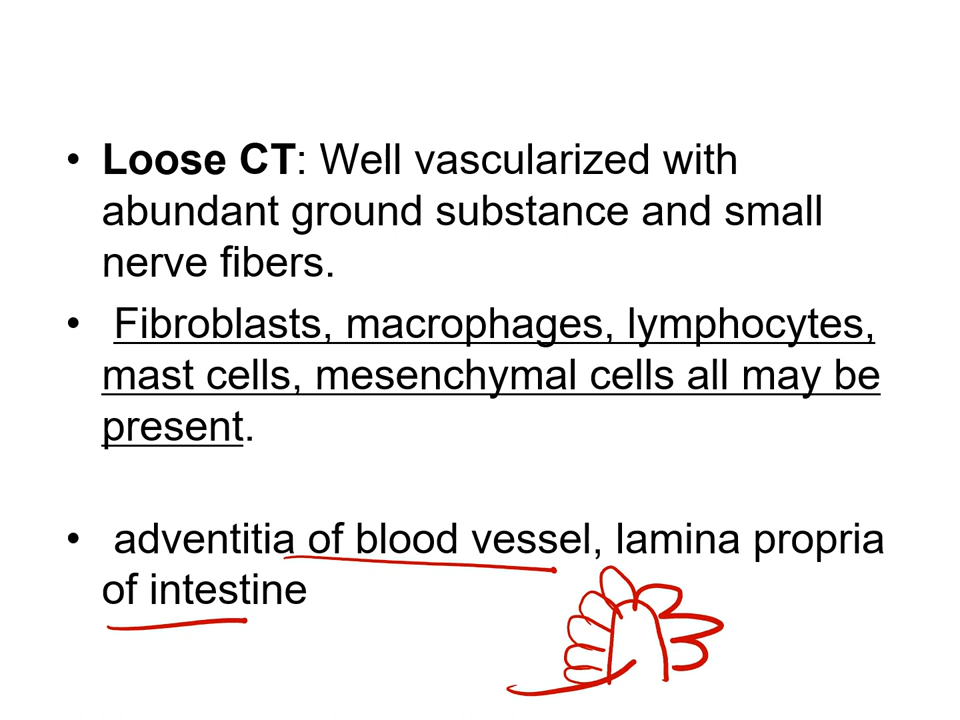 • Loose CT: Well vascularized with
abundant ground substance and small
nerve fibers.
• Fibroblasts, macrophages, lymphocytes,
mast cells, mesenchymal cells all may be
present.
• adventitia of blood vessel, lamina propria
of intestine